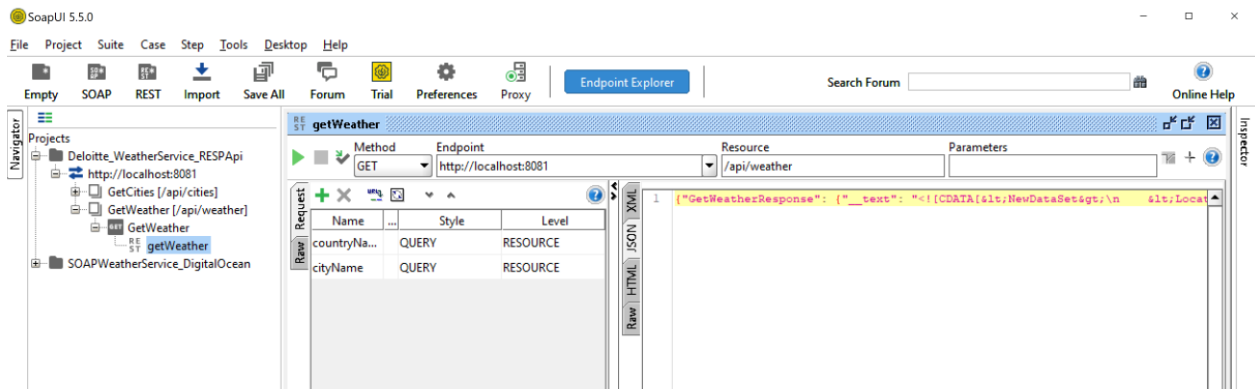 SoapUI 5.5.0
File Project Suite Case Step Tools Desktop Help
Empty SOAP REST Import Save All Forum Trial Preferences Proxy Endpoint Explorer Search Forum Online Help
Navigator
Projects
Deloitte_WeatherService_RESPApi
http://localhost:8081
GetCities [/api/cities]
GetWeather [/api/weather]
GET GetWeather
REST getWeather
SOAPWeatherService_DigitalOcean
REST getWeather
Method Endpoint Resource Parameters
GET http://localhost:8081 /api/weather
Request
Raw
Name ... Style Level
countryNa... QUERY RESOURCE
cityName QUERY RESOURCE
XML
JSON
HTML
Raw
1 {"GetWeatherResponse": {"__text": "<![CDATA[&lt;NewDataSet&gt;\n &lt;Locat
Inspector